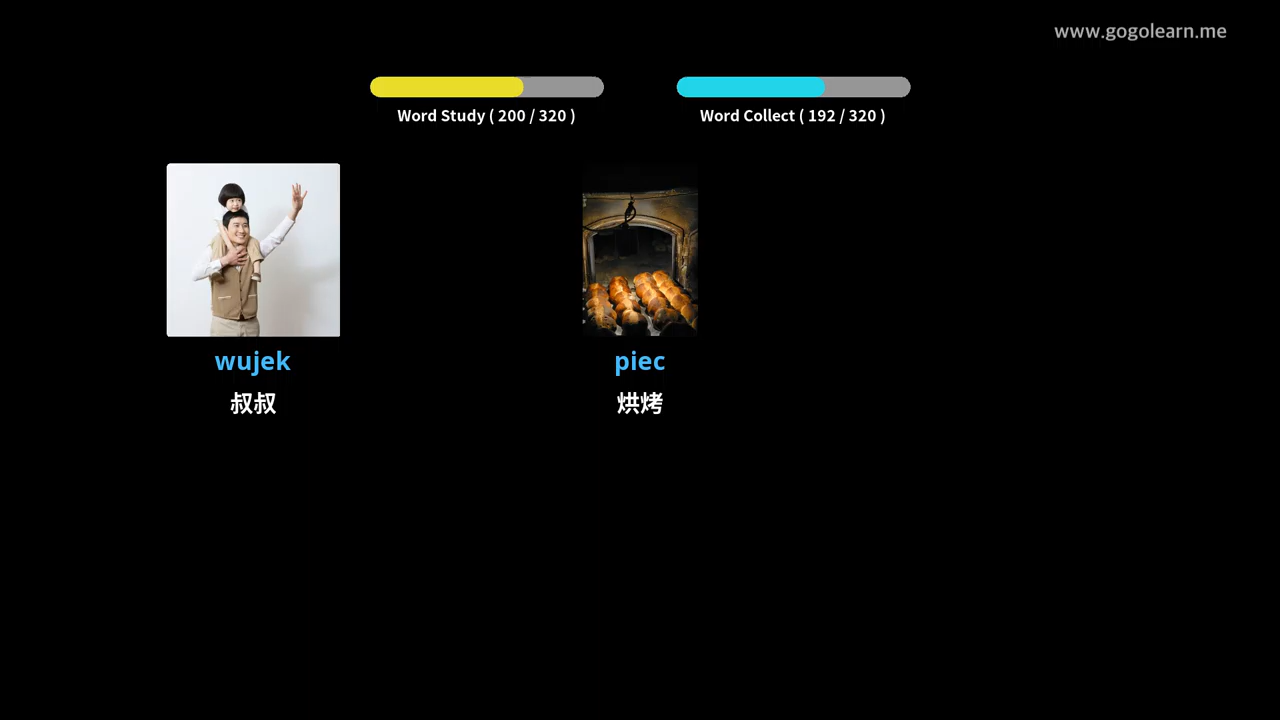 www.gogolearn.me
Word Study ( 200 / 320 )
Word Collect ( 192 / 320 )
wujek
piec
叔叔
烘烤